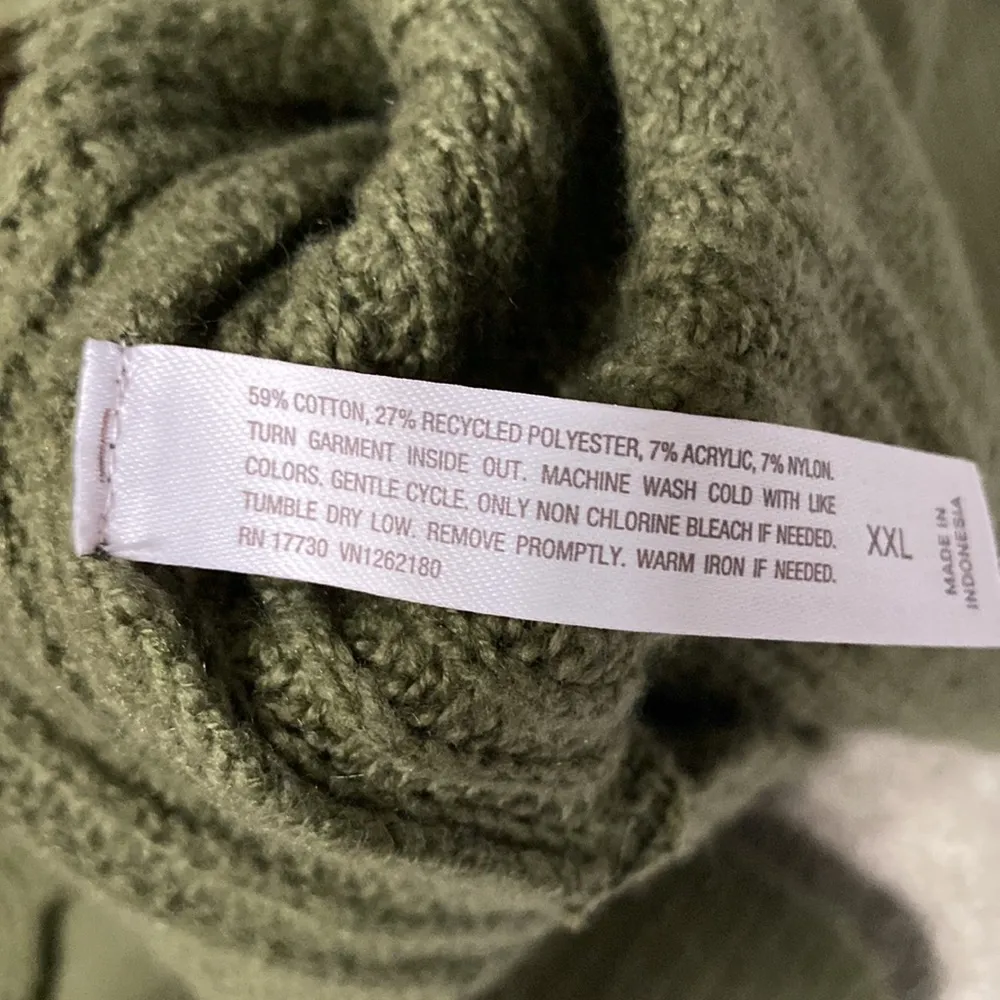 59% COTTON, 27% RECYCLED POLYESTER, 7% ACRYLIC, 7% NYLON.
TURN GARMENT INSIDE OUT. MACHINE WASH COLD WITH LIKE
COLORS. GENTLE CYCLE. ONLY NON CHLORINE BLEACH IF NEEDED.
TUMBLE DRY LOW. REMOVE PROMPTLY. WARM IRON IF NEEDED.
RN 17730 VN1262180
XXL
MADE IN
INDONESIA